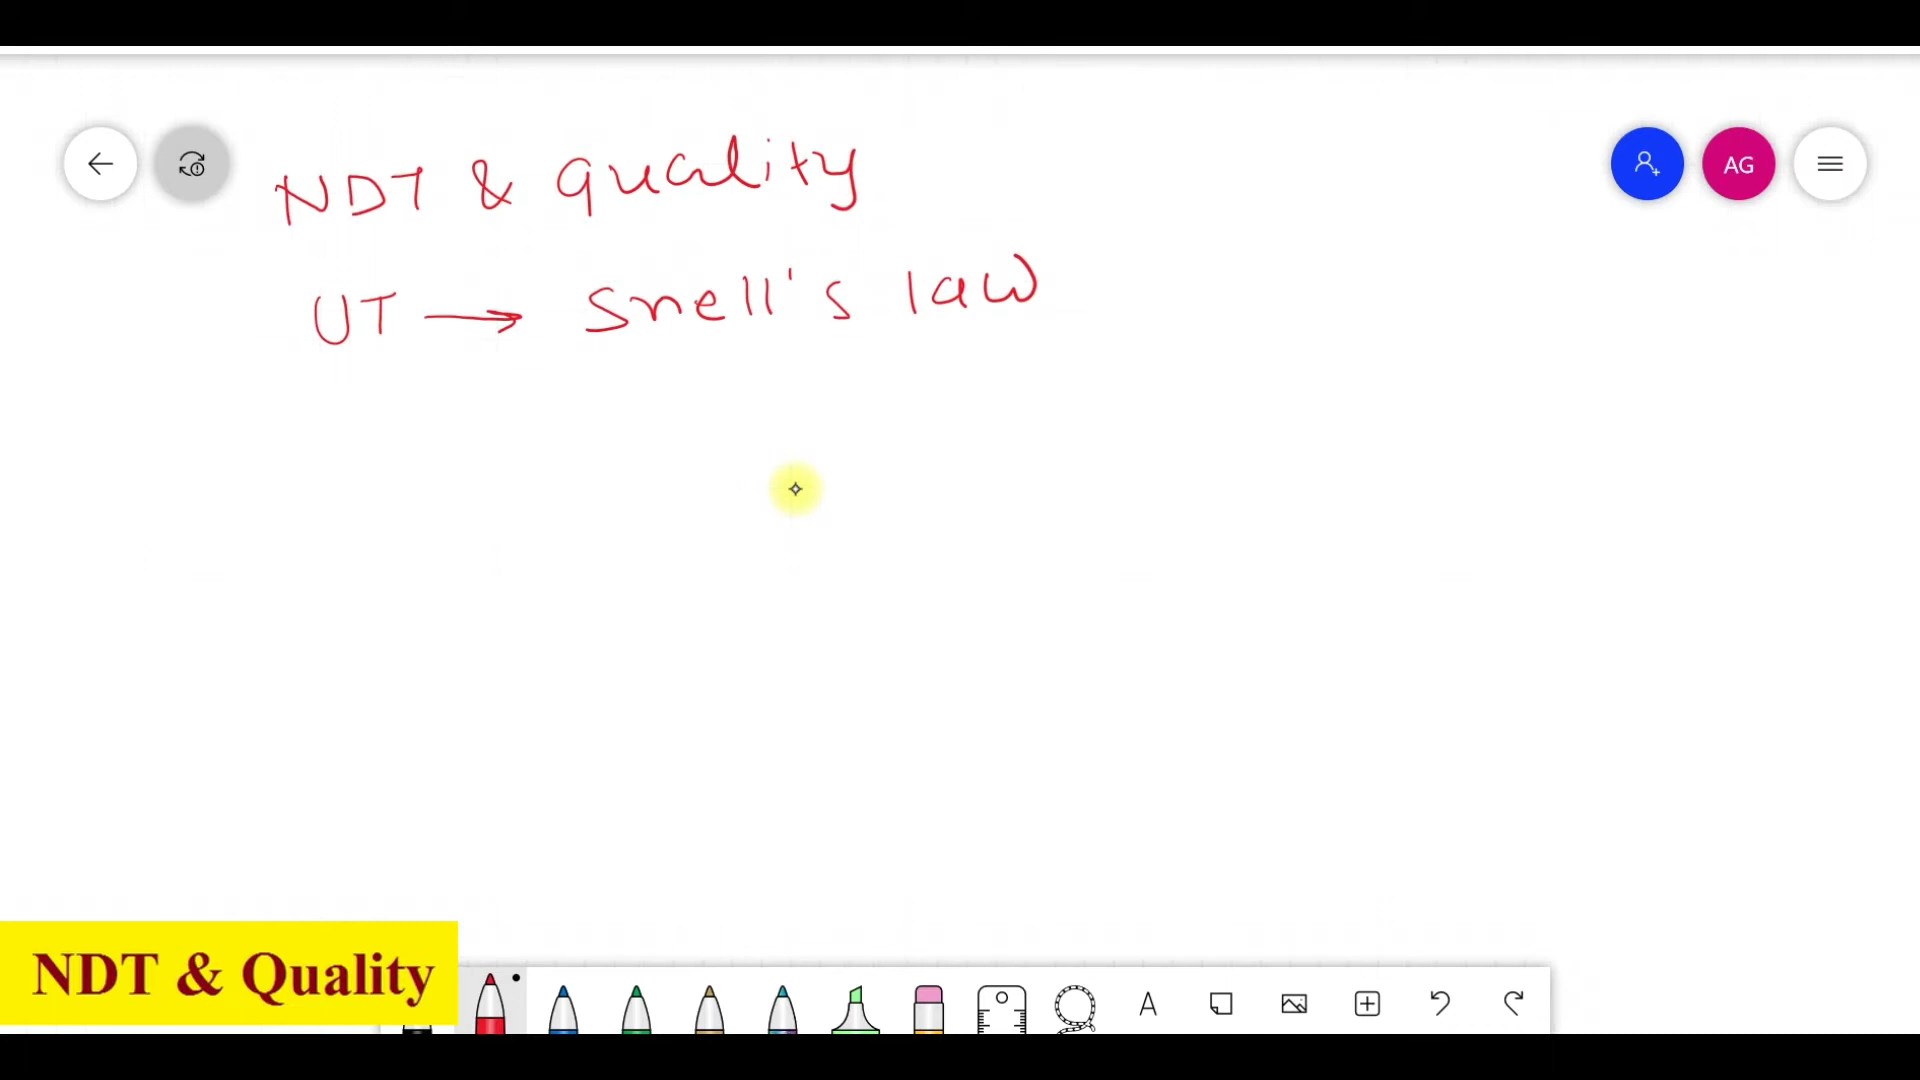 NDT & Quality
AG
UT → Snell's law
NDT & Quality
A